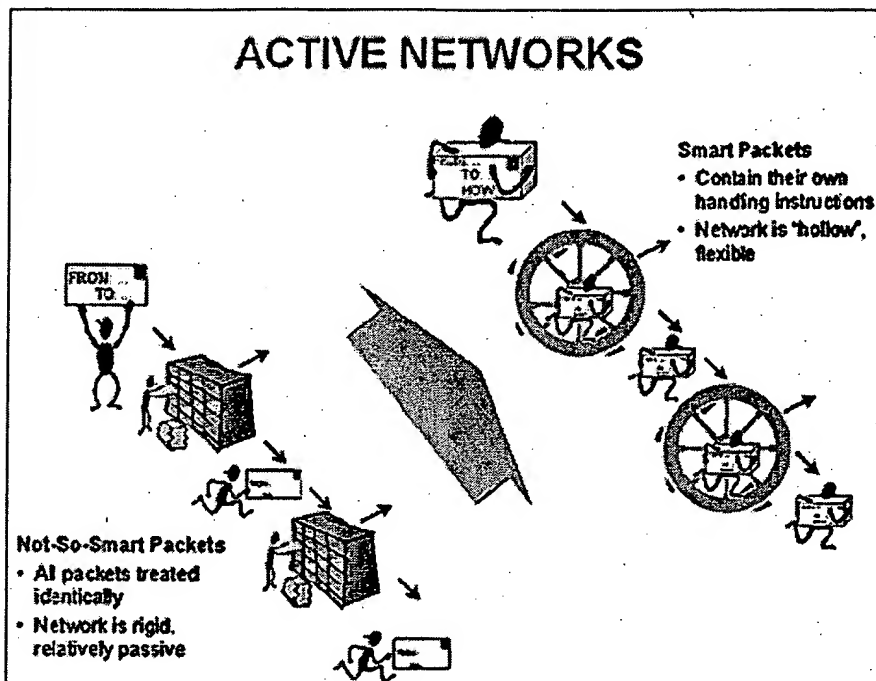 ACTIVE NETWORKS
TO:
HOW
Smart Packets
• Contain their own
handing instructions
• Network is "hollow",
flexible
FROM: ...
TO: ...
Not-So-Smart Packets
• Al packets treated
identically
• Network is rigid,
relatively passive